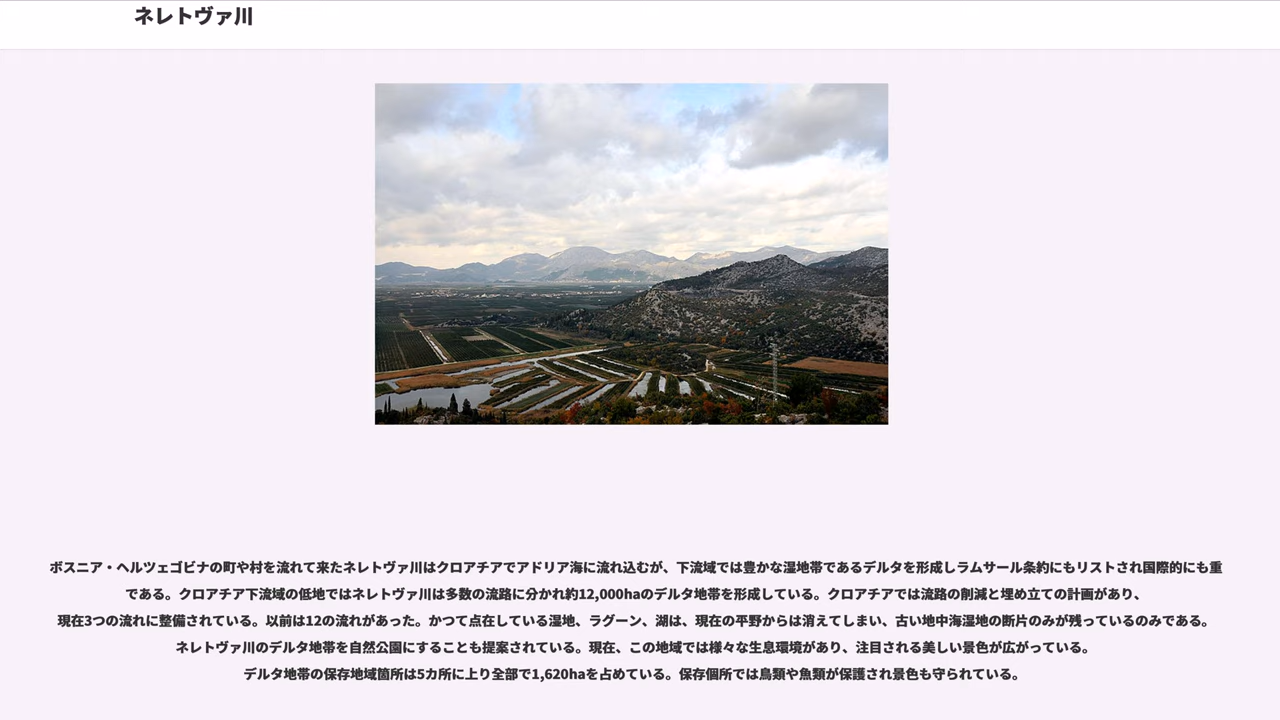 ネレトヴァ川
ボスニア・ヘルツェゴビナの町や村を流れて来たネレトヴァ川はクロアチアでアドリア海に流れ込むが、下流域では豊かな湿地帯であるデルタを形成しラムサール条約にもリストされ国際的にも重
である。クロアチア下流域の低地ではネレトヴァ川は多数の流路に分かれ約12,000haのデルタ地帯を形成している。クロアチアでは流路の削減と埋め立ての計画があり、
現在3つの流れに整備されている。以前は12の流れがあった。かつて点在している湿地、ラグーン、湖は、現在の平野からは消えてしまい、古い地中海湿地の断片のみが残っているのみである。
ネレトヴァ川のデルタ地帯を自然公園にすることも提案されている。現在、この地域では様々な生息環境があり、注目される美しい景色が広がっている。
デルタ地帯の保存地域箇所は5カ所に上り全部で1,620haを占めている。保存個所では鳥類や魚類が保護され景色も守られている。